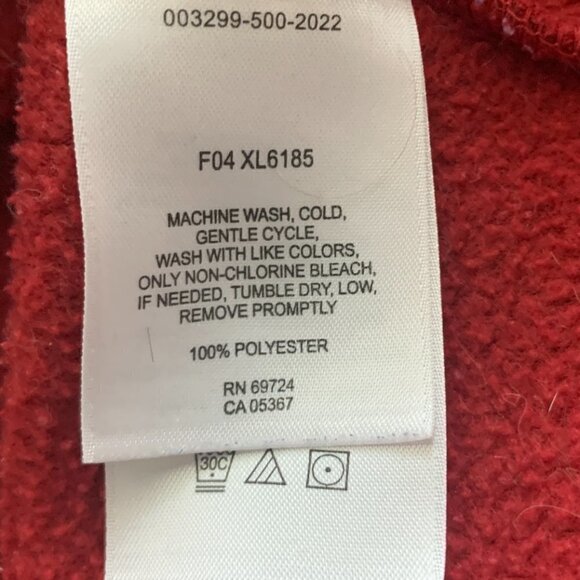 003299-500-2022
F04 XL6185
MACHINE WASH, COLD,
GENTLE CYCLE,
WASH WITH LIKE COLORS,
ONLY NON-CHLORINE BLEACH,
IF NEEDED, TUMBLE DRY, LOW,
REMOVE PROMPTLY
100% POLYESTER
RN 69724
CA 05367
30C